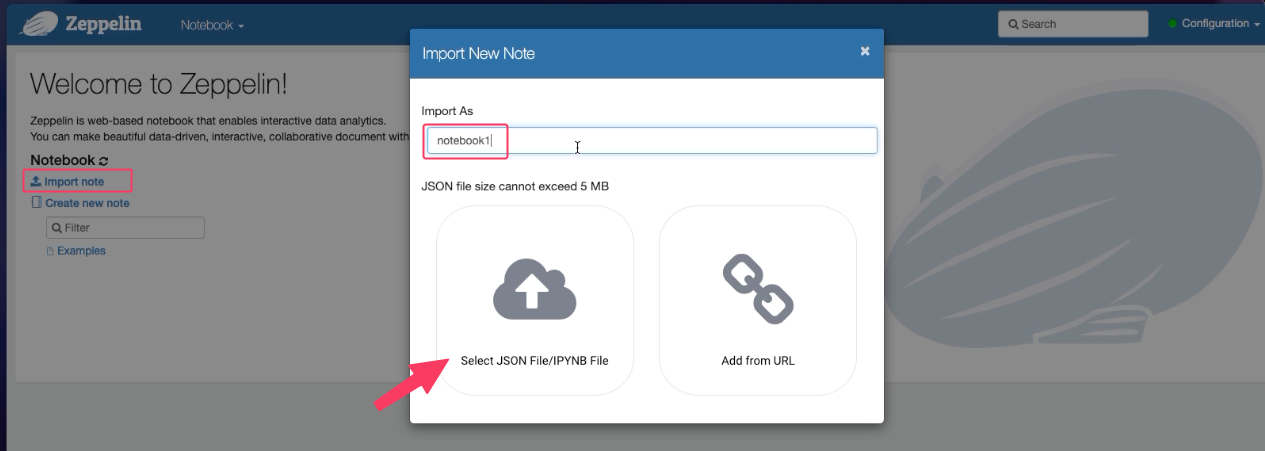 Zeppelin
Notebook
Search
Configuration
Welcome to Zeppelin!
Zeppelin is web-based notebook that enables interactive data analytics.
You can make beautiful data-driven, interactive, collaborative document with
Notebook
Import note
Create new note
Filter
Examples
Import New Note
Import As
notebook1
JSON file size cannot exceed 5 MB
Select JSON File/IPYNB File
Add from URL